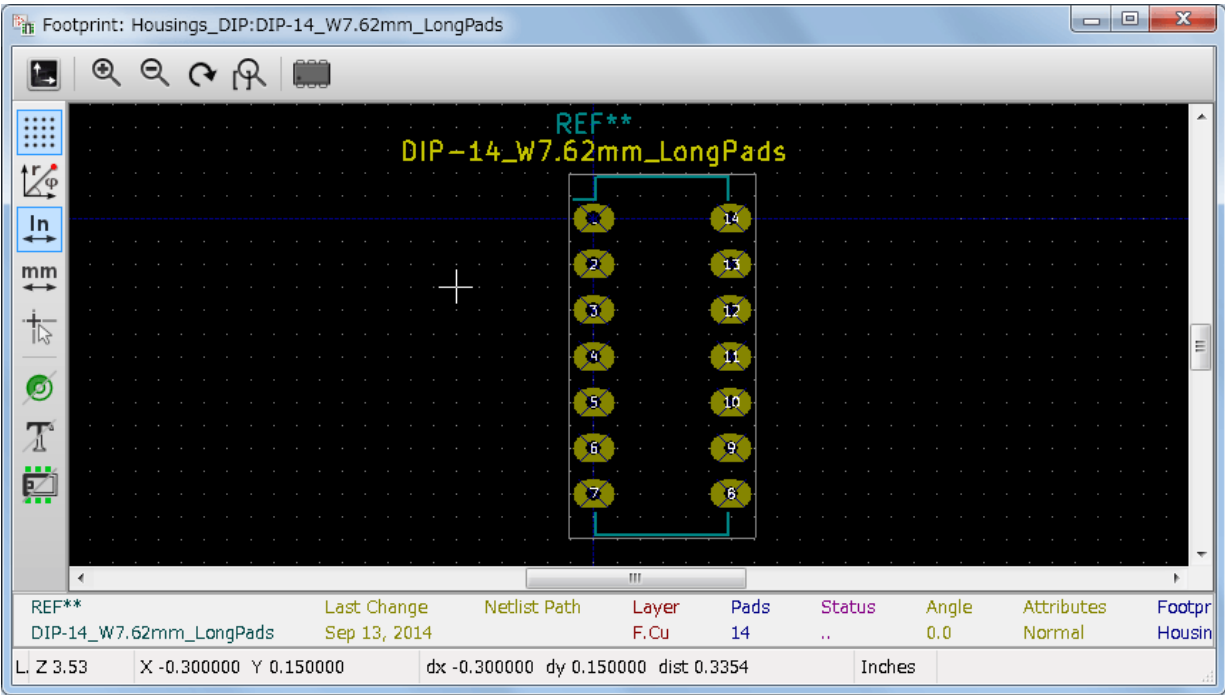 Footprint: Housings_DIP:DIP-14_W7.62mm_LongPads
r
φ
In
mm
REF**
DIP-14_W7.62mm_LongPads
14
2 13
3 12
4 11
5 10
6 9
7
REF** Last Change Netlist Path Layer Pads Status Angle Attributes Footpr
DIP-14_W7.62mm_LongPads Sep 13, 2014 F.Cu 14 .. 0.0 Normal Housin
L. Z 3.53 X -0.300000 Y 0.150000 dx -0.300000 dy 0.150000 dist 0.3354 Inches